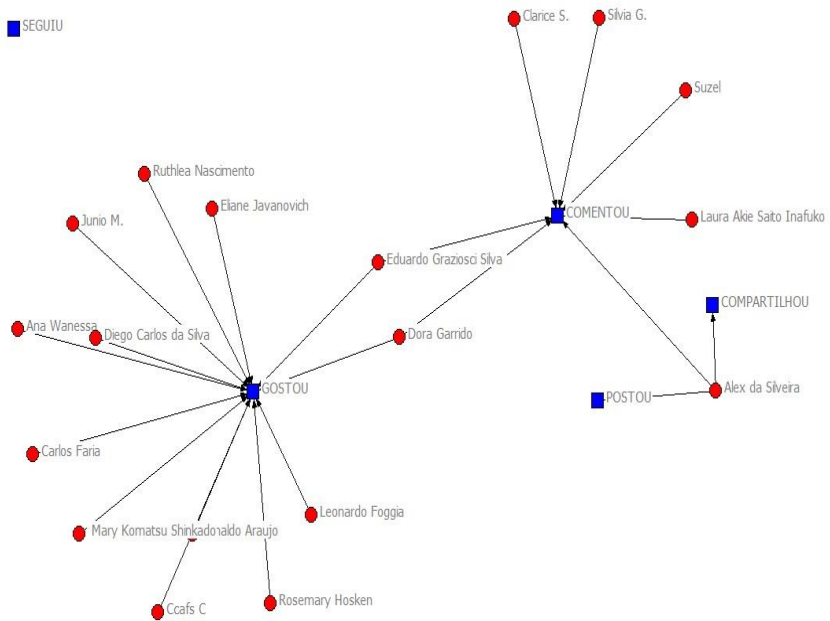 Clarice S.
Silvia G.
SEGUIU
Suzel
Ruthlea Nascimento
Eliane Javanovich
COMENTOU
Laura Akie Saito Inafuko
Junio M.
Eduardo Graziosci Silva
COMPARTILHOU
Ana Wanessa
Diego Carlos da Silva
Dora Garrido
GOSTOU
Alex da Silveira
POSTOU
Carlos Faria
Leonardo Foggia
Mary Komatsu Araujo
Rosemary Hosken
Ccafs C